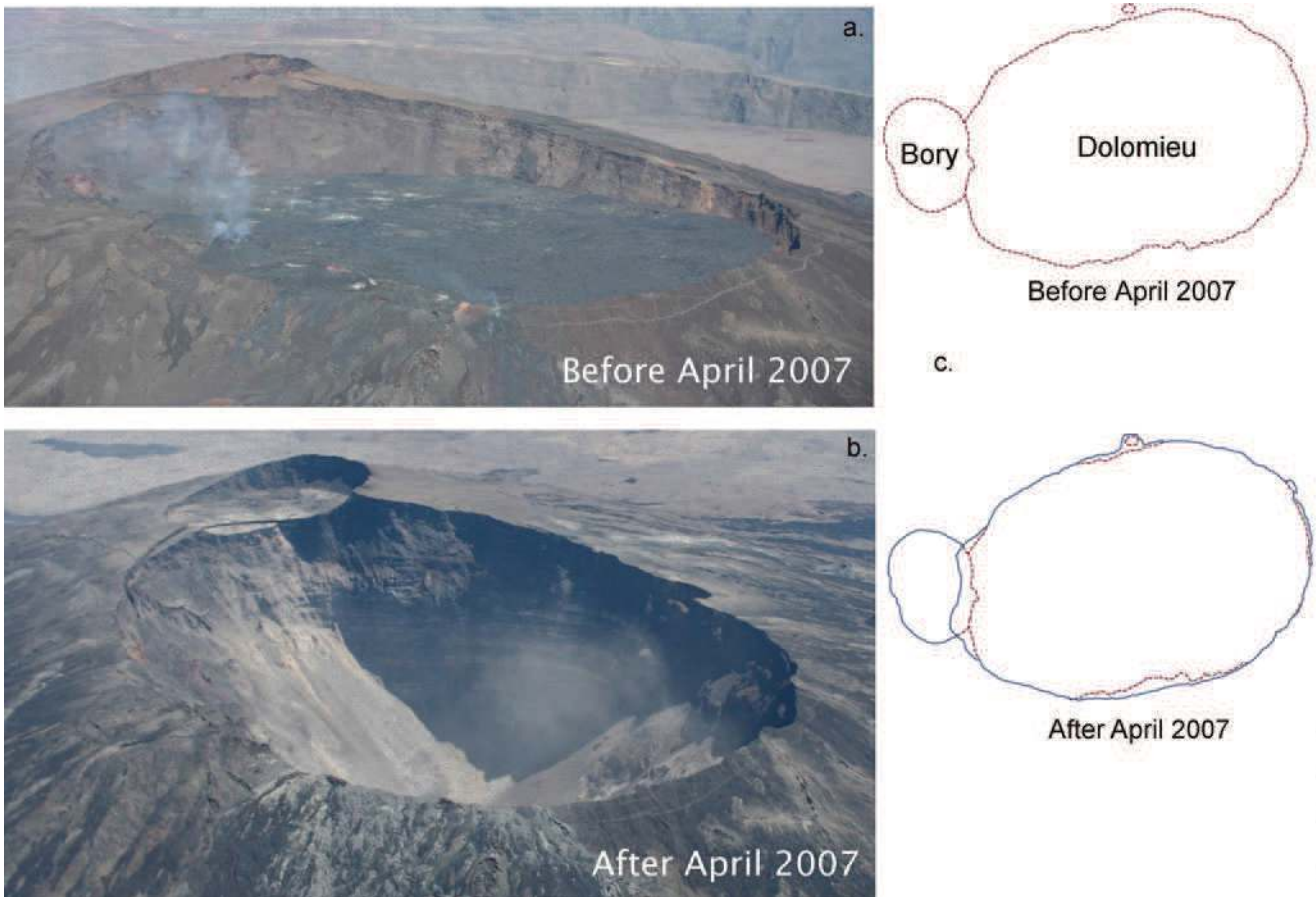 a.
Before April 2007
Bory
Dolomieu
Before April 2007
c.
b.
After April 2007
After April 2007